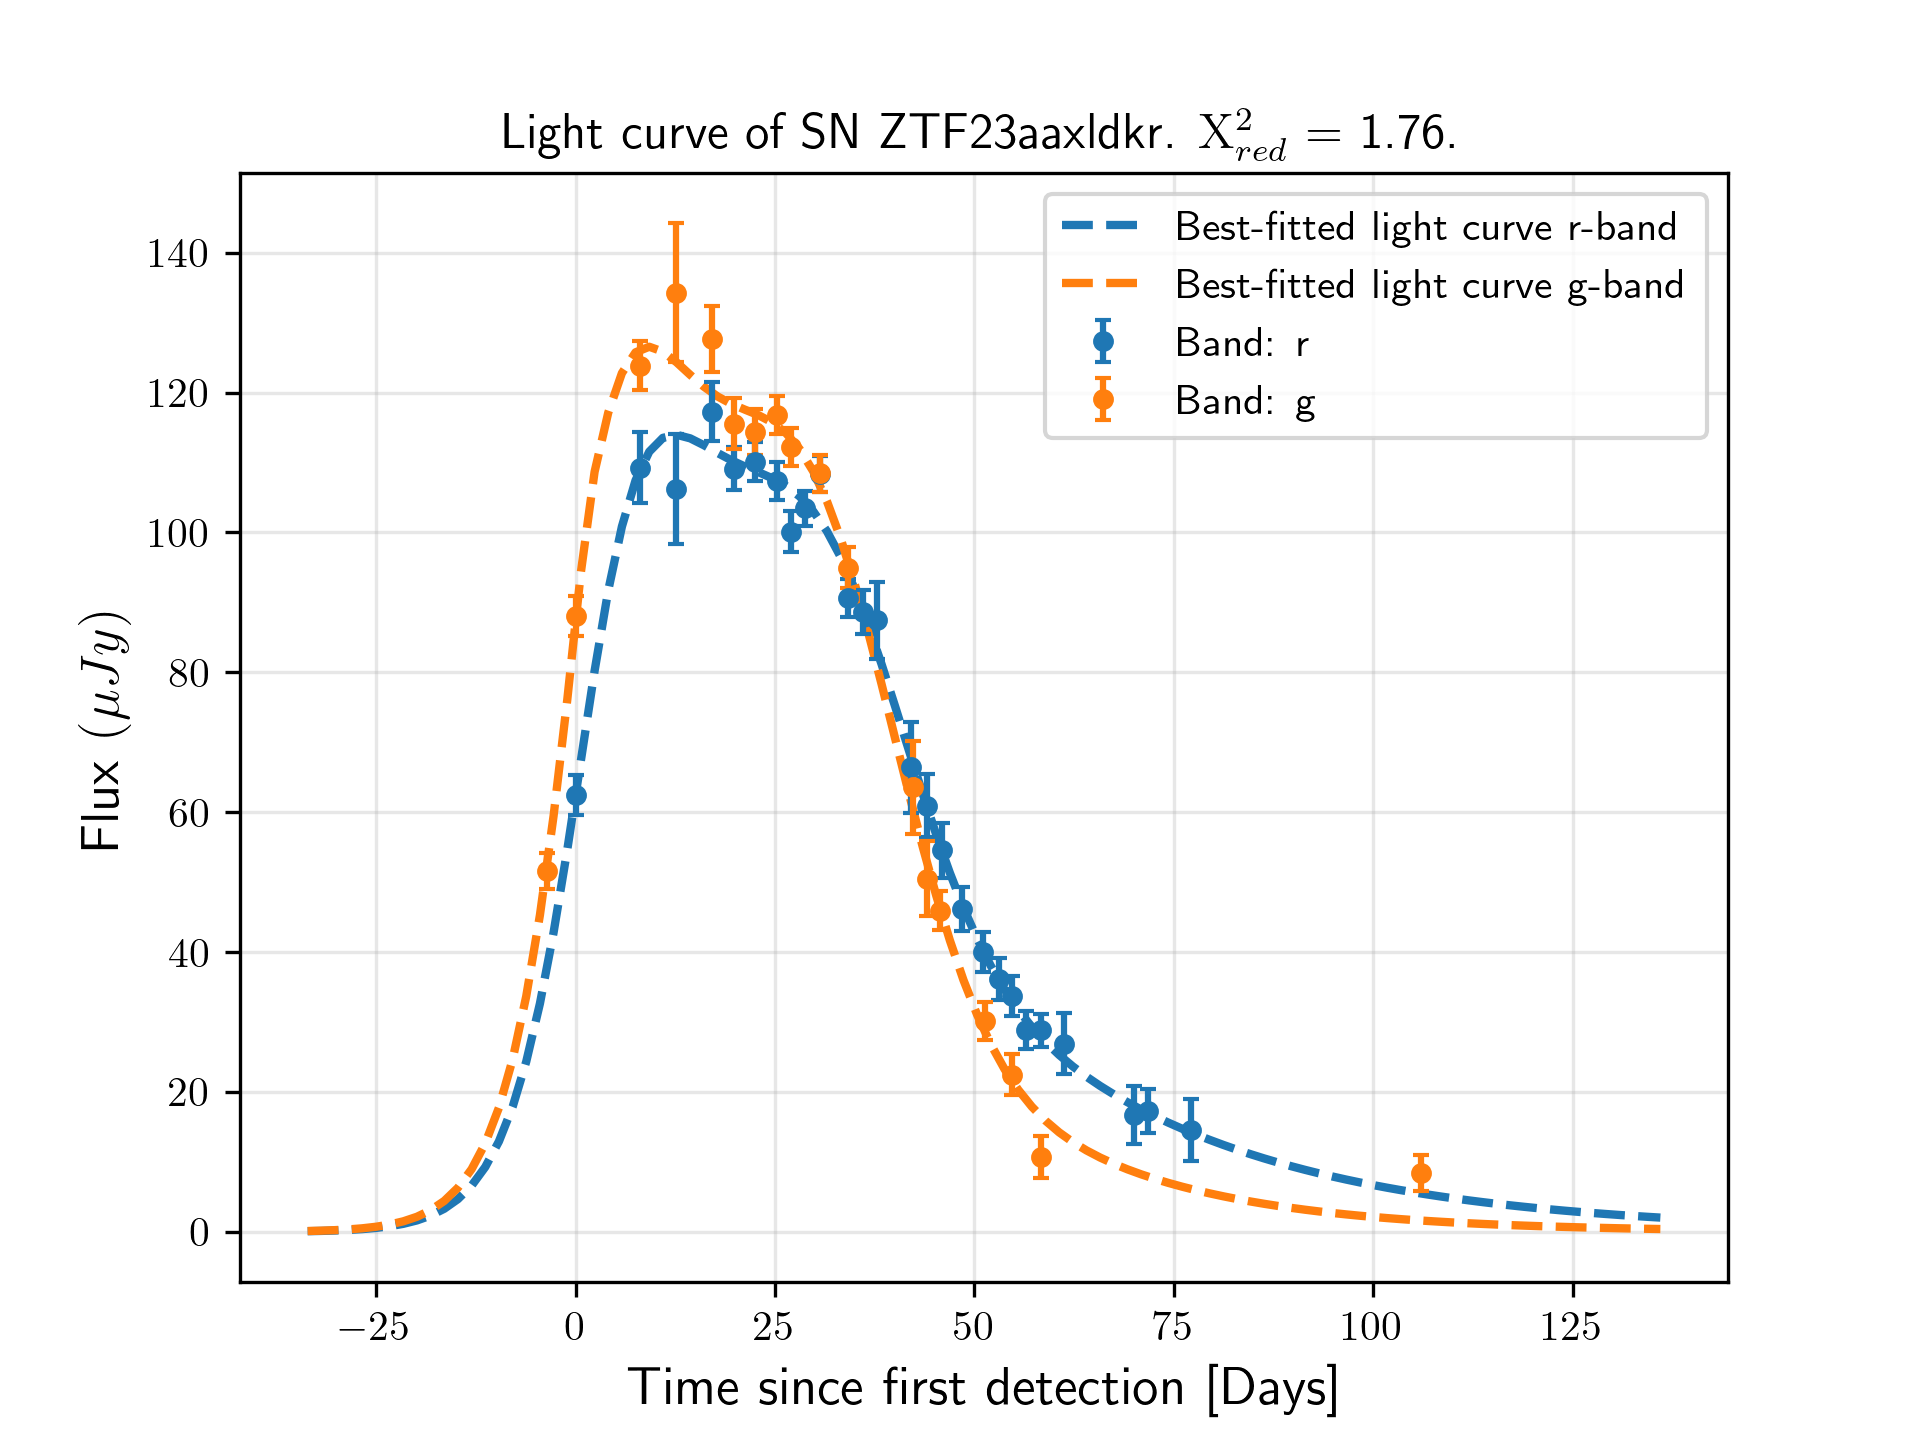 Light curve of SN ZTF23aaxldkr. X²_red = 1.76.
Best-fitted light curve r-band
Best-fitted light curve g-band
Band: r
Band: g
140
120
100
80
60
40
20
0
Flux (μJy)
−25 0 25 50 75 100 125
Time since first detection [Days]